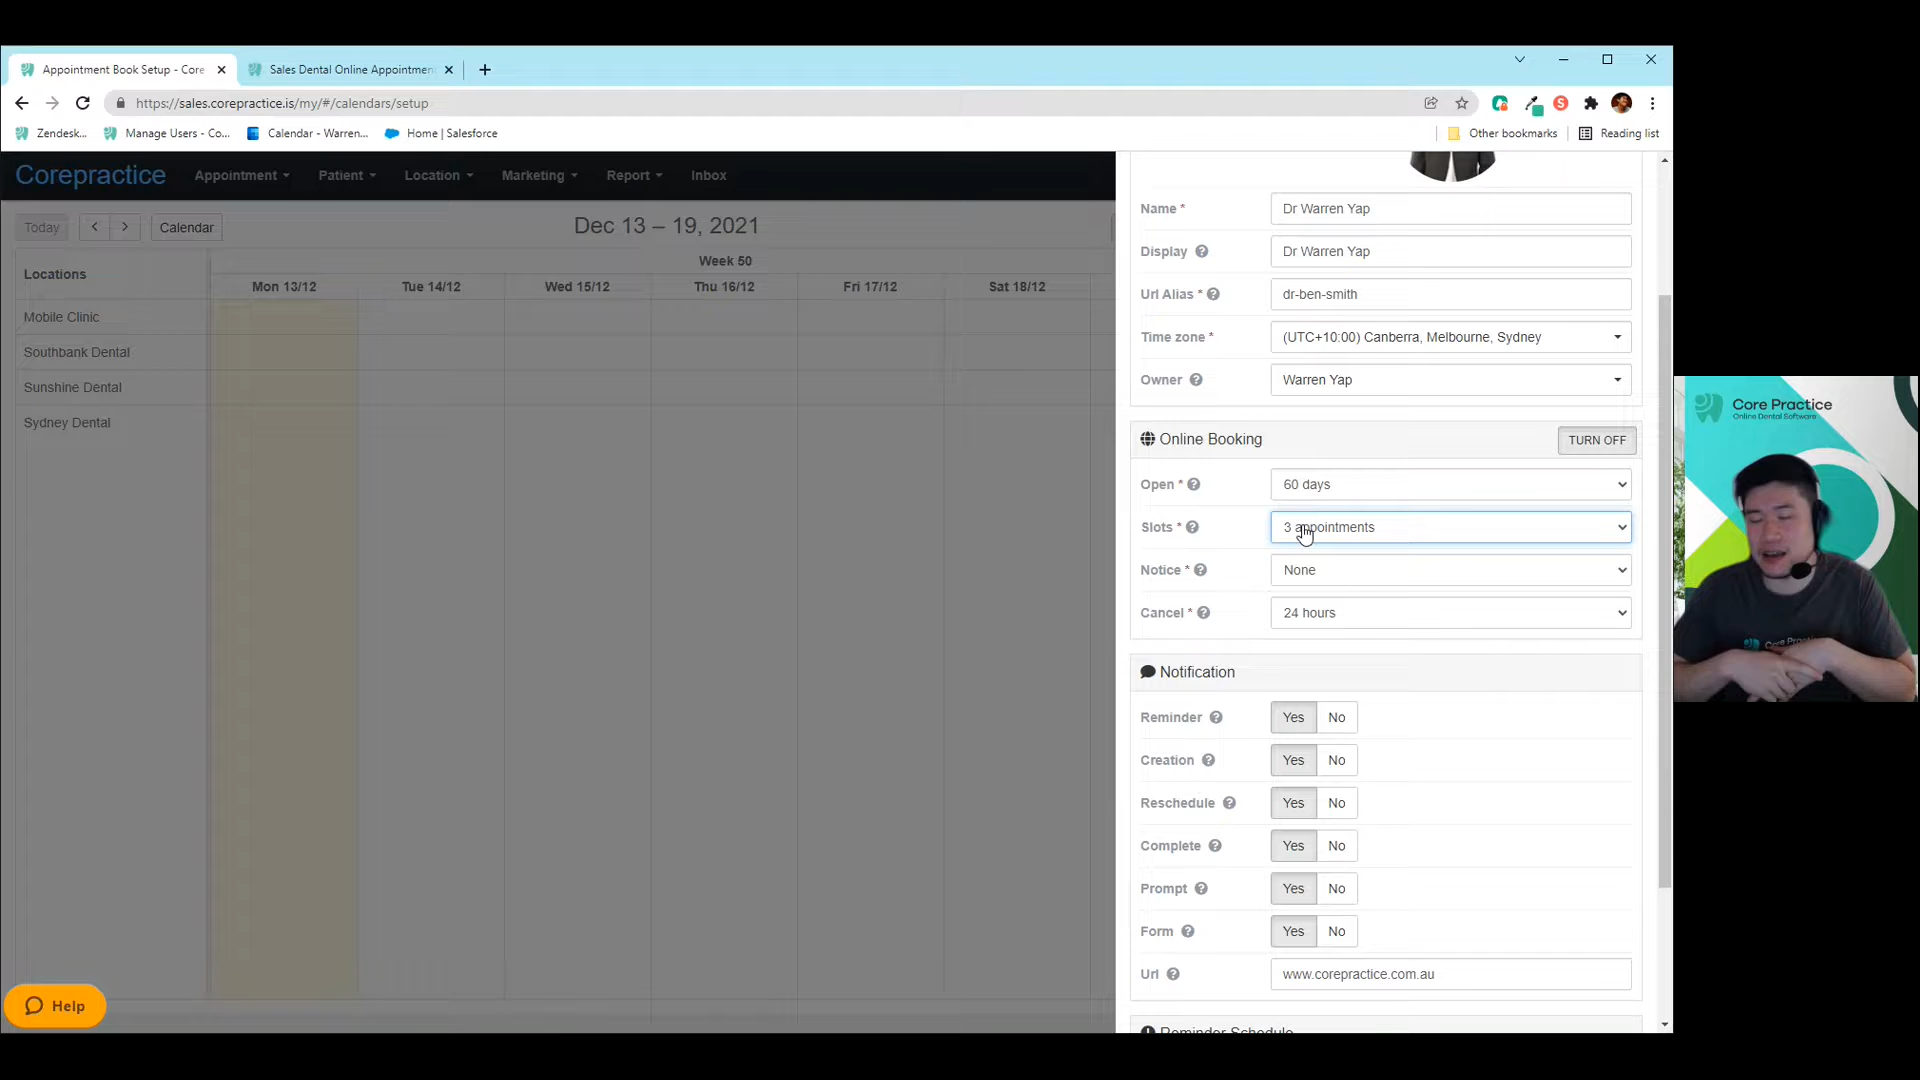 Appointment Book Setup - Core
Sales Dental Online Appointmen
https://sales.corepractice.is/my/#/calendars/setup
Zendesk...
Manage Users - Co...
Calendar - Warren...
Home | Salesforce
Other bookmarks
Reading list
Corepractice
Appointment
Patient
Location
Marketing
Report
Inbox
Today
Calendar
Dec 13 – 19, 2021
Locations
Week 50
Mon 13/12
Tue 14/12
Wed 15/12
Thu 16/12
Fri 17/12
Sat 18/12
Mobile Clinic
Southbank Dental
Sunshine Dental
Sydney Dental
Help
Name * Dr Warren Yap
Display Dr Warren Yap
Url Alias * dr-ben-smith
Time zone * (UTC+10:00) Canberra, Melbourne, Sydney
Owner Warren Yap
Online Booking TURN OFF
Open * 60 days
Slots * 3 appointments
Notice * None
Cancel * 24 hours
Notification
Reminder Yes No
Creation Yes No
Reschedule Yes No
Complete Yes No
Prompt Yes No
Form Yes No
Url www.corepractice.com.au
Reminder Schedule
Core Practice
Online Dental Software